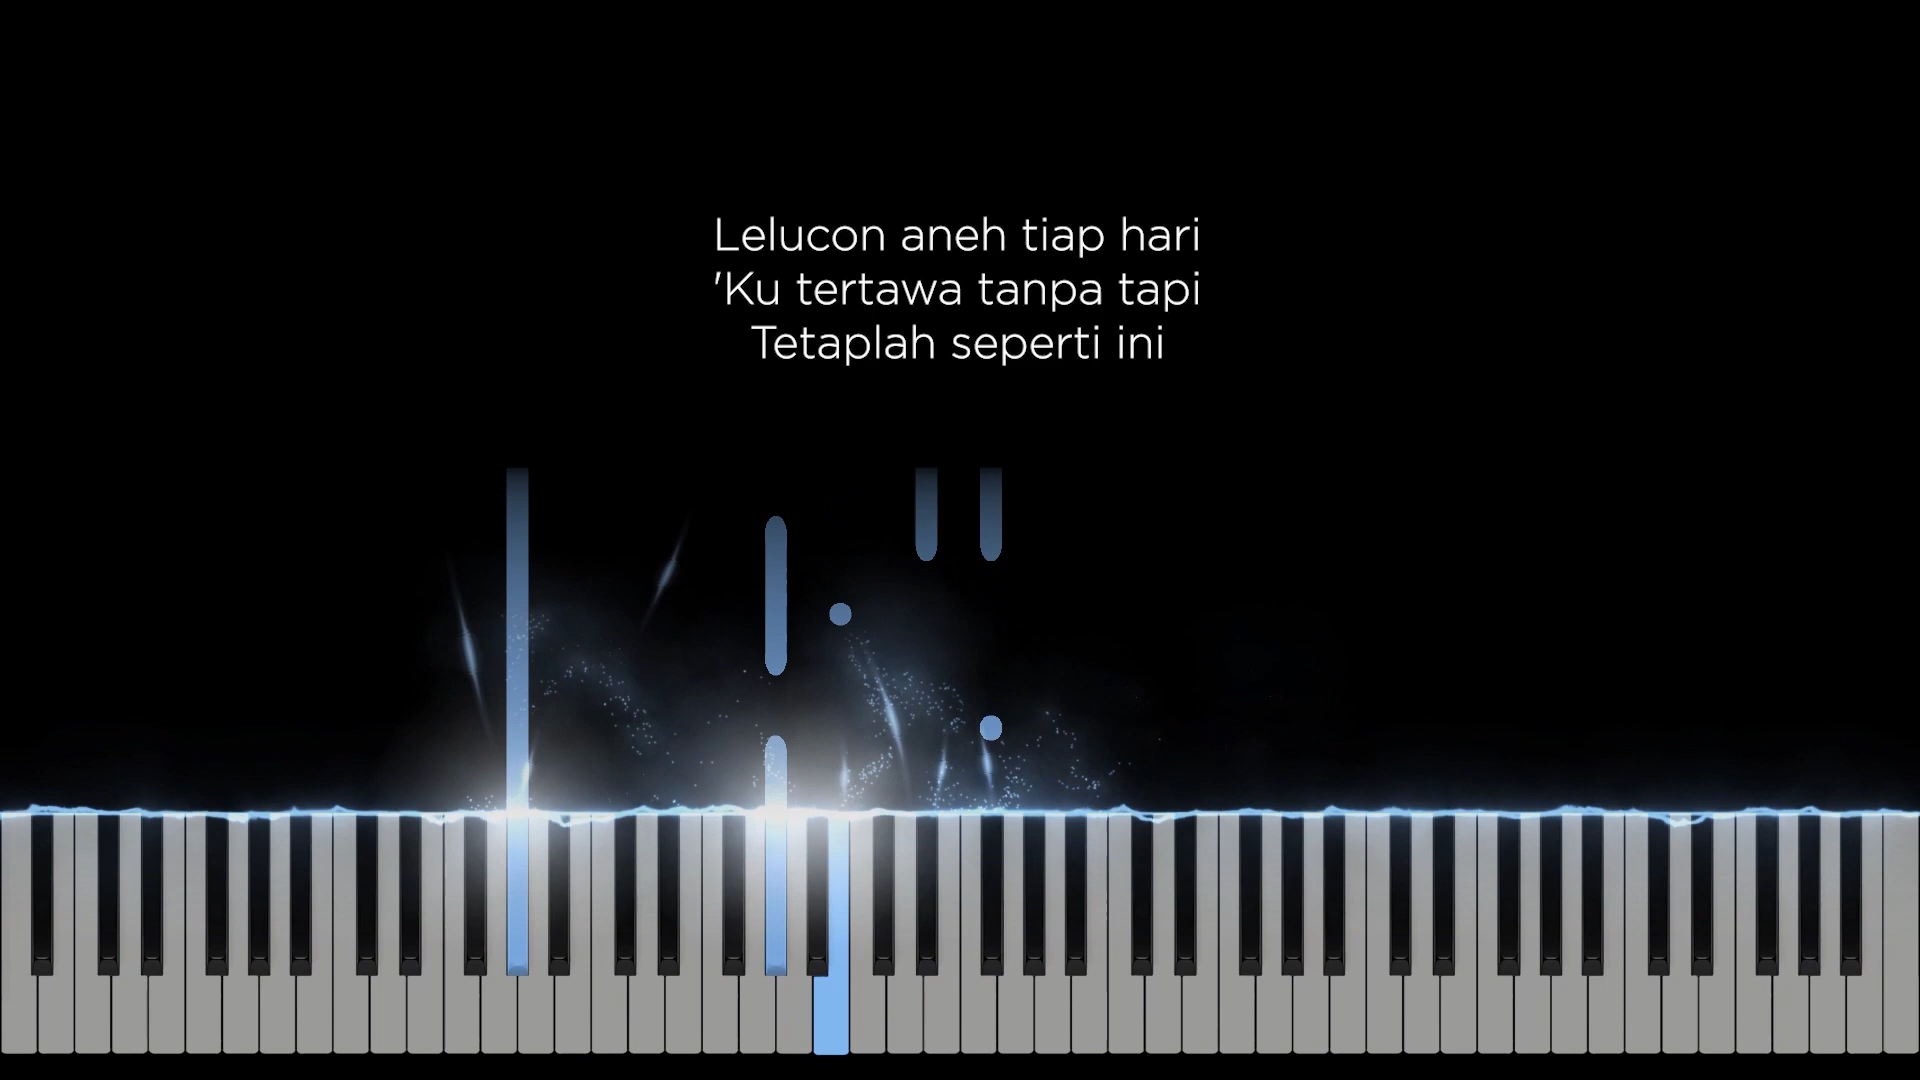 Lelucon aneh tiap hari
'Ku tertawa tanpa tapi
Tetaplah seperti ini